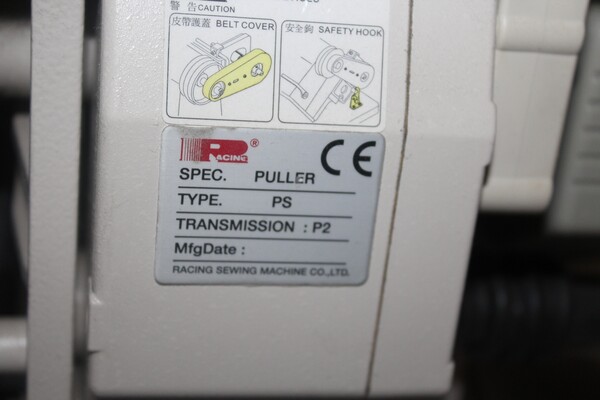 警 告 CAUTION
皮帶護蓋 BELT COVER
安全鉤 SAFETY HOOK
RACING ®
CE
SPEC. PULLER
TYPE. PS
TRANSMISSION : P2
MfgDate :
RACING SEWING MACHINE CO.,LTD.